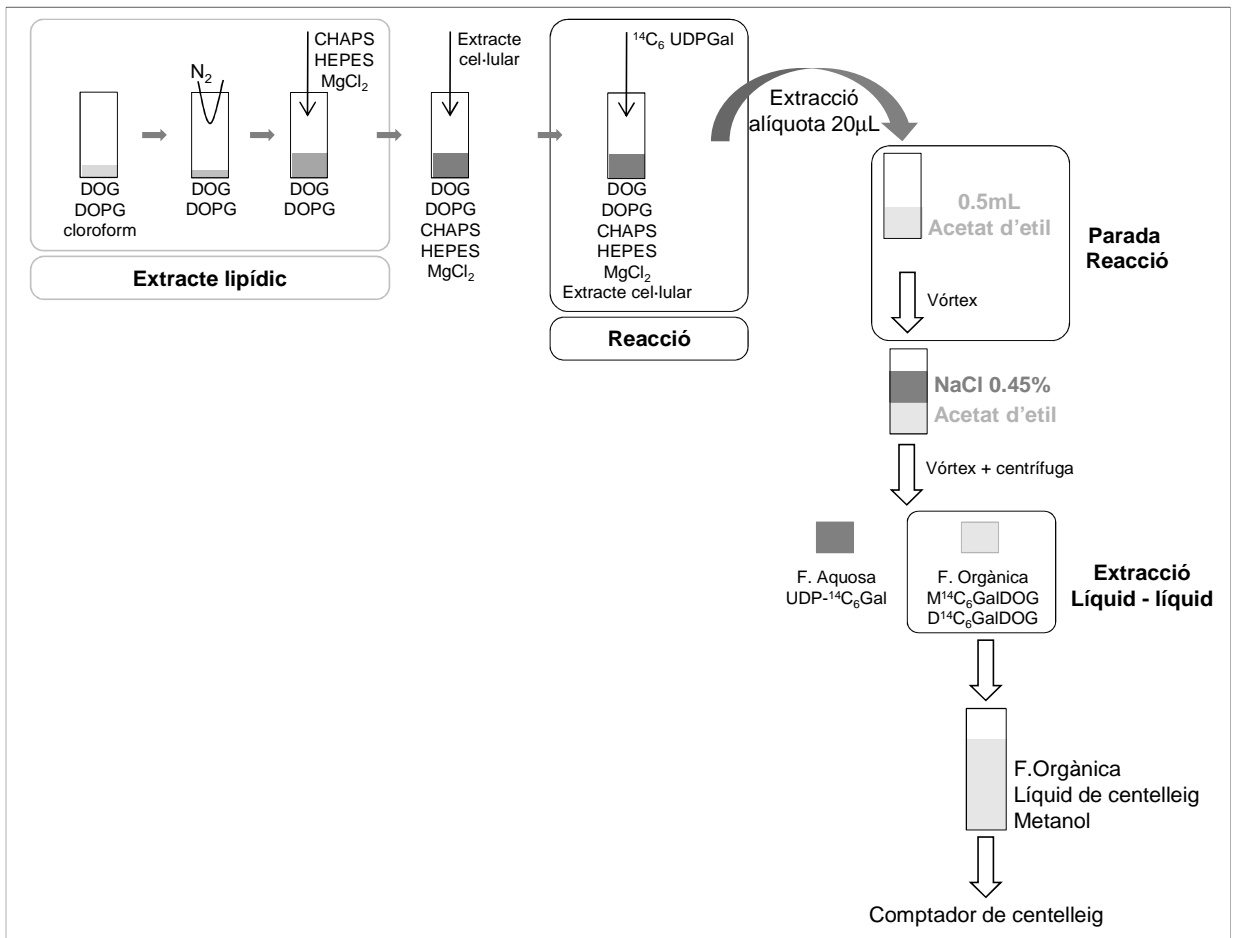 CHAPS
HEPES
MgCl₂
N₂
DOG
DOPG
cloroform
DOG
DOPG
DOG
DOPG
Extracte lipídic
Extracte
cel·lular
DOG
DOPG
CHAPS
HEPES
MgCl₂
¹⁴C₆ UDPGal
DOG
DOPG
CHAPS
HEPES
MgCl₂
Extracte cel·lular
Reacció
Extracció
alíquota 20μL
0.5mL
Acetat d'etil
Parada
Reacció
Vórtex
NaCl 0.45%
Acetat d'etil
Vórtex + centrífuga
F. Aquosa
UDP-¹⁴C₆Gal
F. Orgànica
M¹⁴C₆GalDOG
D¹⁴C₆GalDOG
Extracció
Líquid - líquid
F.Orgànica
Líquid de centelleig
Metanol
Comptador de centelleig